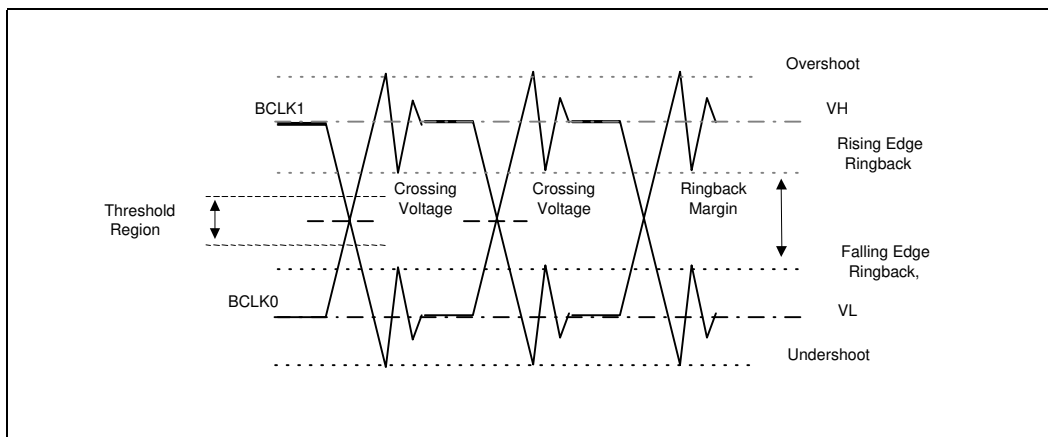 Overshoot
BCLK1
VH
Rising Edge
Ringback
Crossing
Voltage
Crossing
Voltage
Ringback
Margin
Threshold
Region
Falling Edge
Ringback,
BCLK0
VL
Undershoot